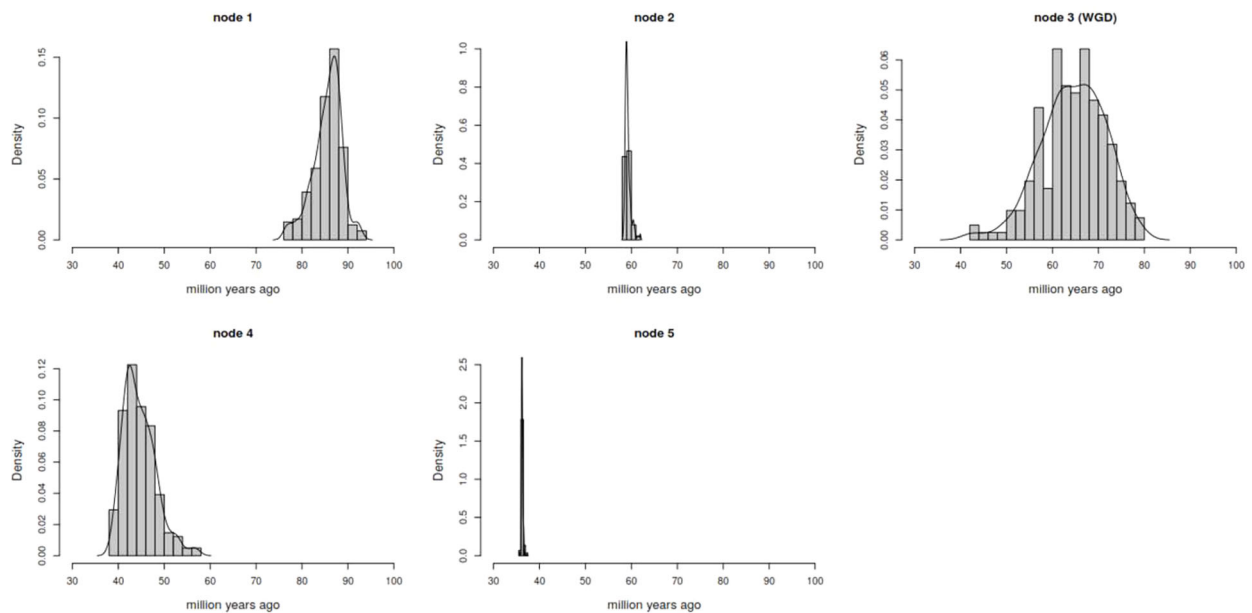 node 1
Density
0.00
0.05
0.10
0.15
30 40 50 60 70 80 90 100
million years ago
node 2
Density
0.0
0.2
0.4
0.6
0.8
1.0
30 40 50 60 70 80 90 100
million years ago
node 3 (WGD)
Density
0.00
0.01
0.02
0.03
0.04
0.05
0.06
30 40 50 60 70 80 90 100
million years ago
node 4
Density
0.00
0.02
0.04
0.06
0.08
0.10
0.12
30 40 50 60 70 80 90 100
million years ago
node 5
Density
0.0
0.5
1.0
1.5
2.0
2.5
30 40 50 60 70 80 90 100
million years ago